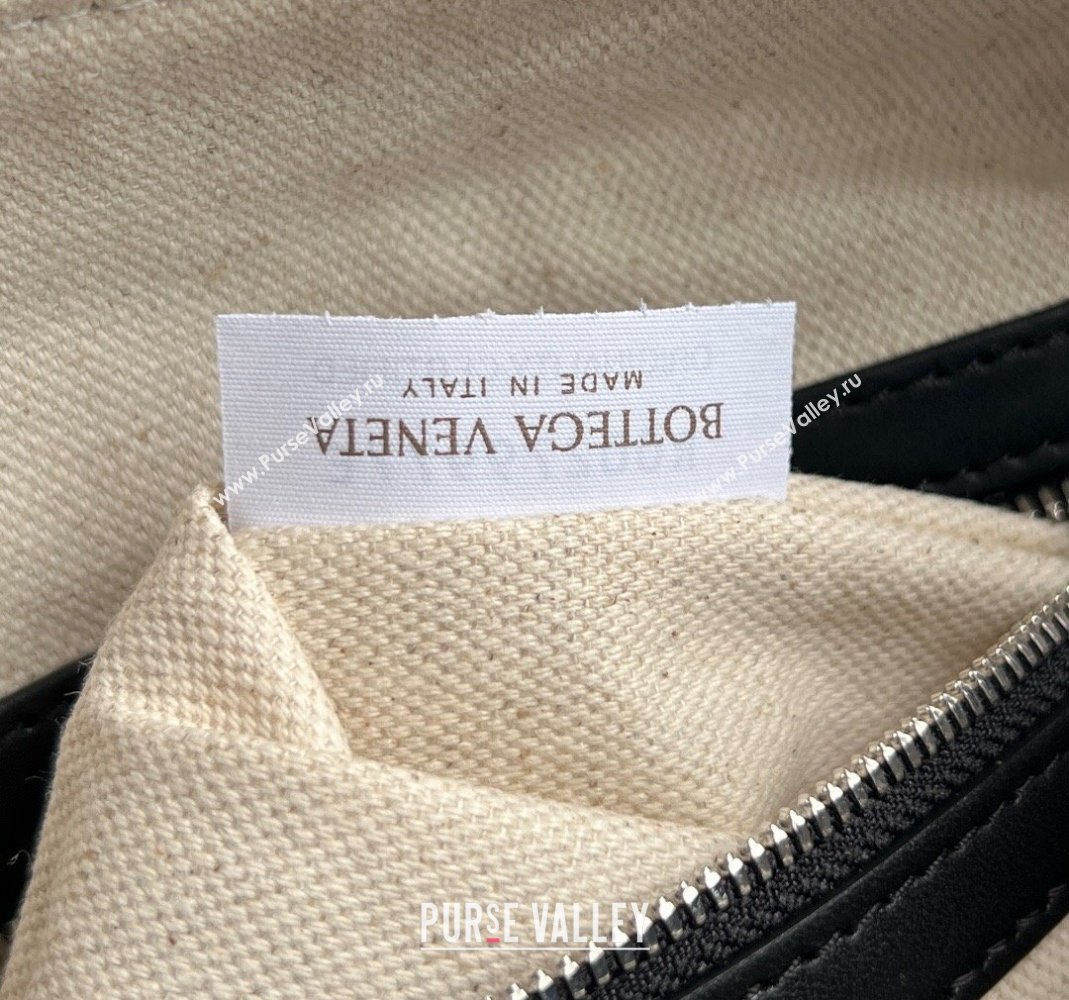 BOTTEGA VENETA
MADE IN ITALY
www.PurseValley.ru
www.PurseValley.ru
PURSE VALLEY